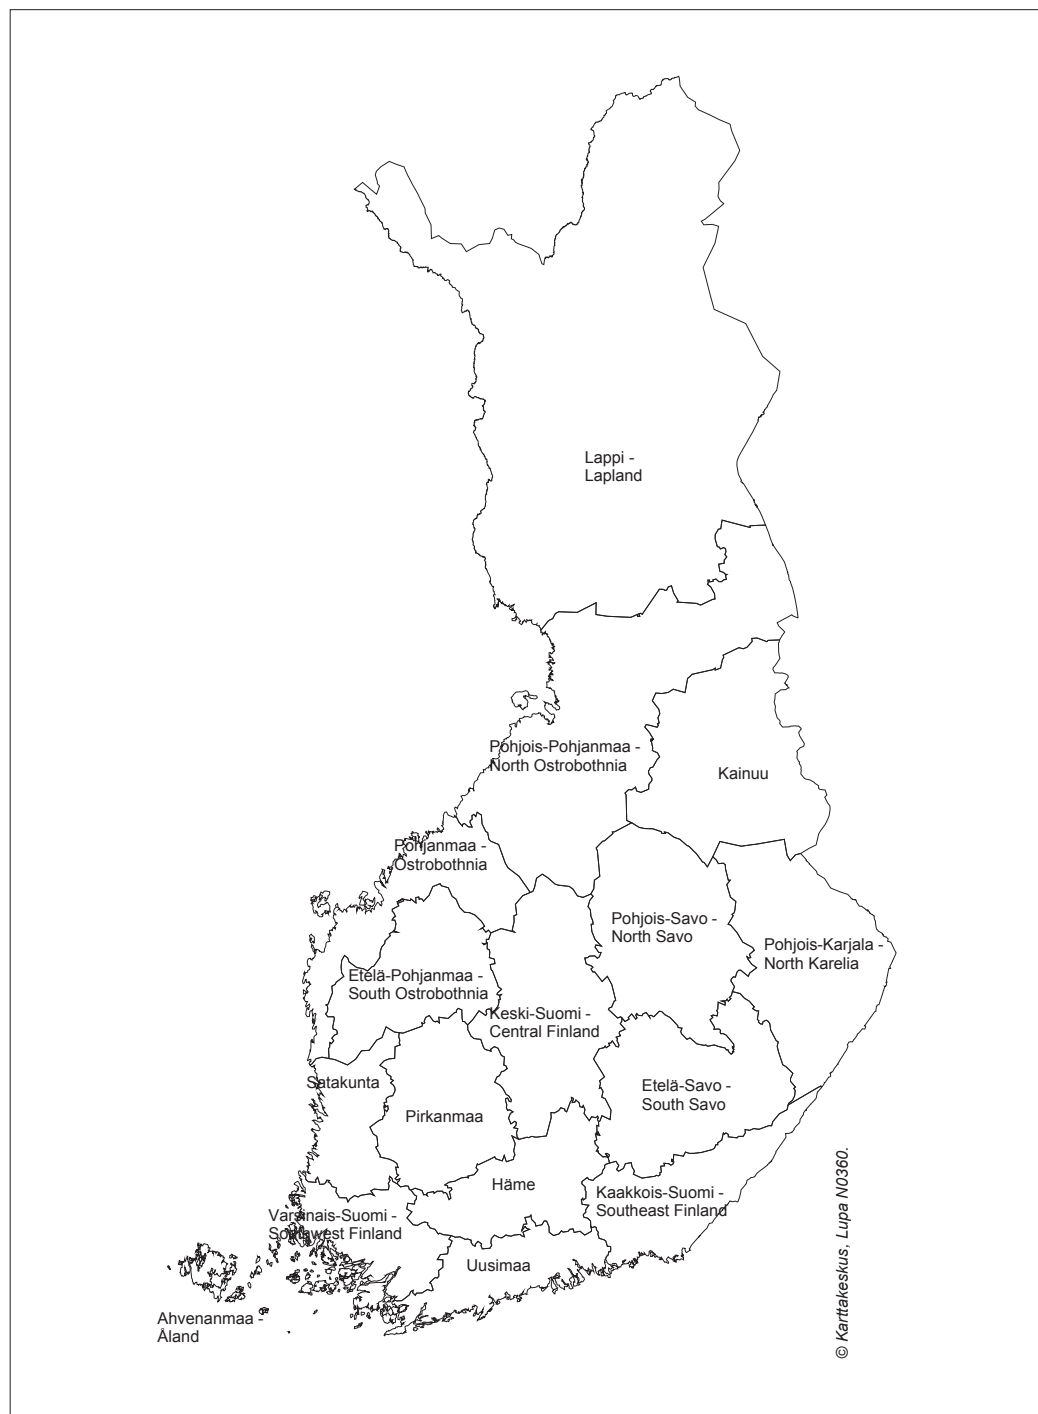 Lappi -
Lapland
Pohjois-Pohjanmaa -
North Ostrobothnia
Kainuu
Pohjanmaa -
Ostrobothnia
Pohjois-Savo -
North Savo
Pohjois-Karjala -
North Karelia
Etelä-Pohjanmaa -
South Ostrobothnia
Keski-Suomi -
Central Finland
Satakunta
Etelä-Savo -
South Savo
Pirkanmaa
Häme
Kaakkois-Suomi -
Southeast Finland
Varsinais-Suomi -
Southwest Finland
Uusimaa
Ahvenanmaa -
Åland
© Karttakeskus, Lupa N0360.